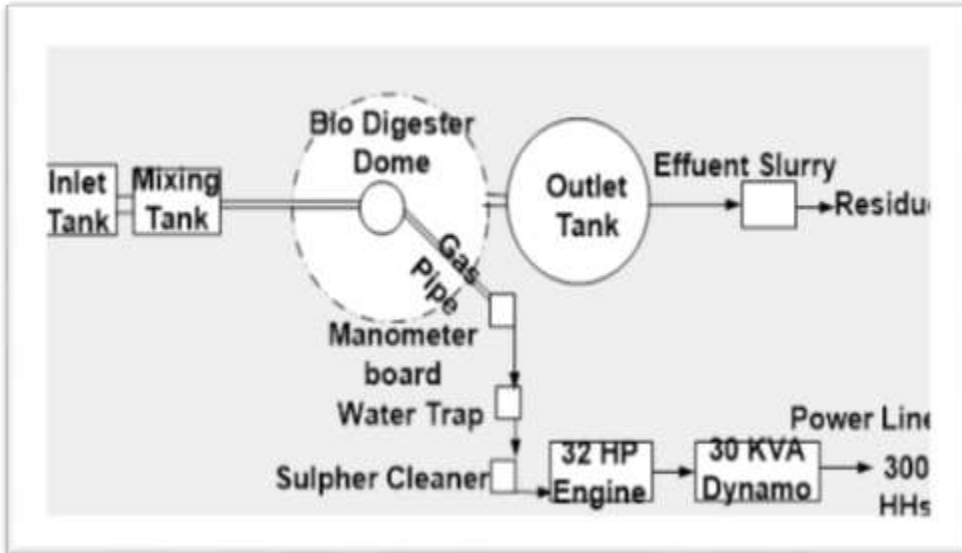 Bio Digester
Dome
Inlet
Tank
Mixing
Tank
Outlet
Tank
Effuent Slurry
Residu
Gas
Pipe
Manometer
board
Water Trap
Sulpher Cleaner
32 HP
Engine
30 KVA
Dynamo
Power Line
300
HHs